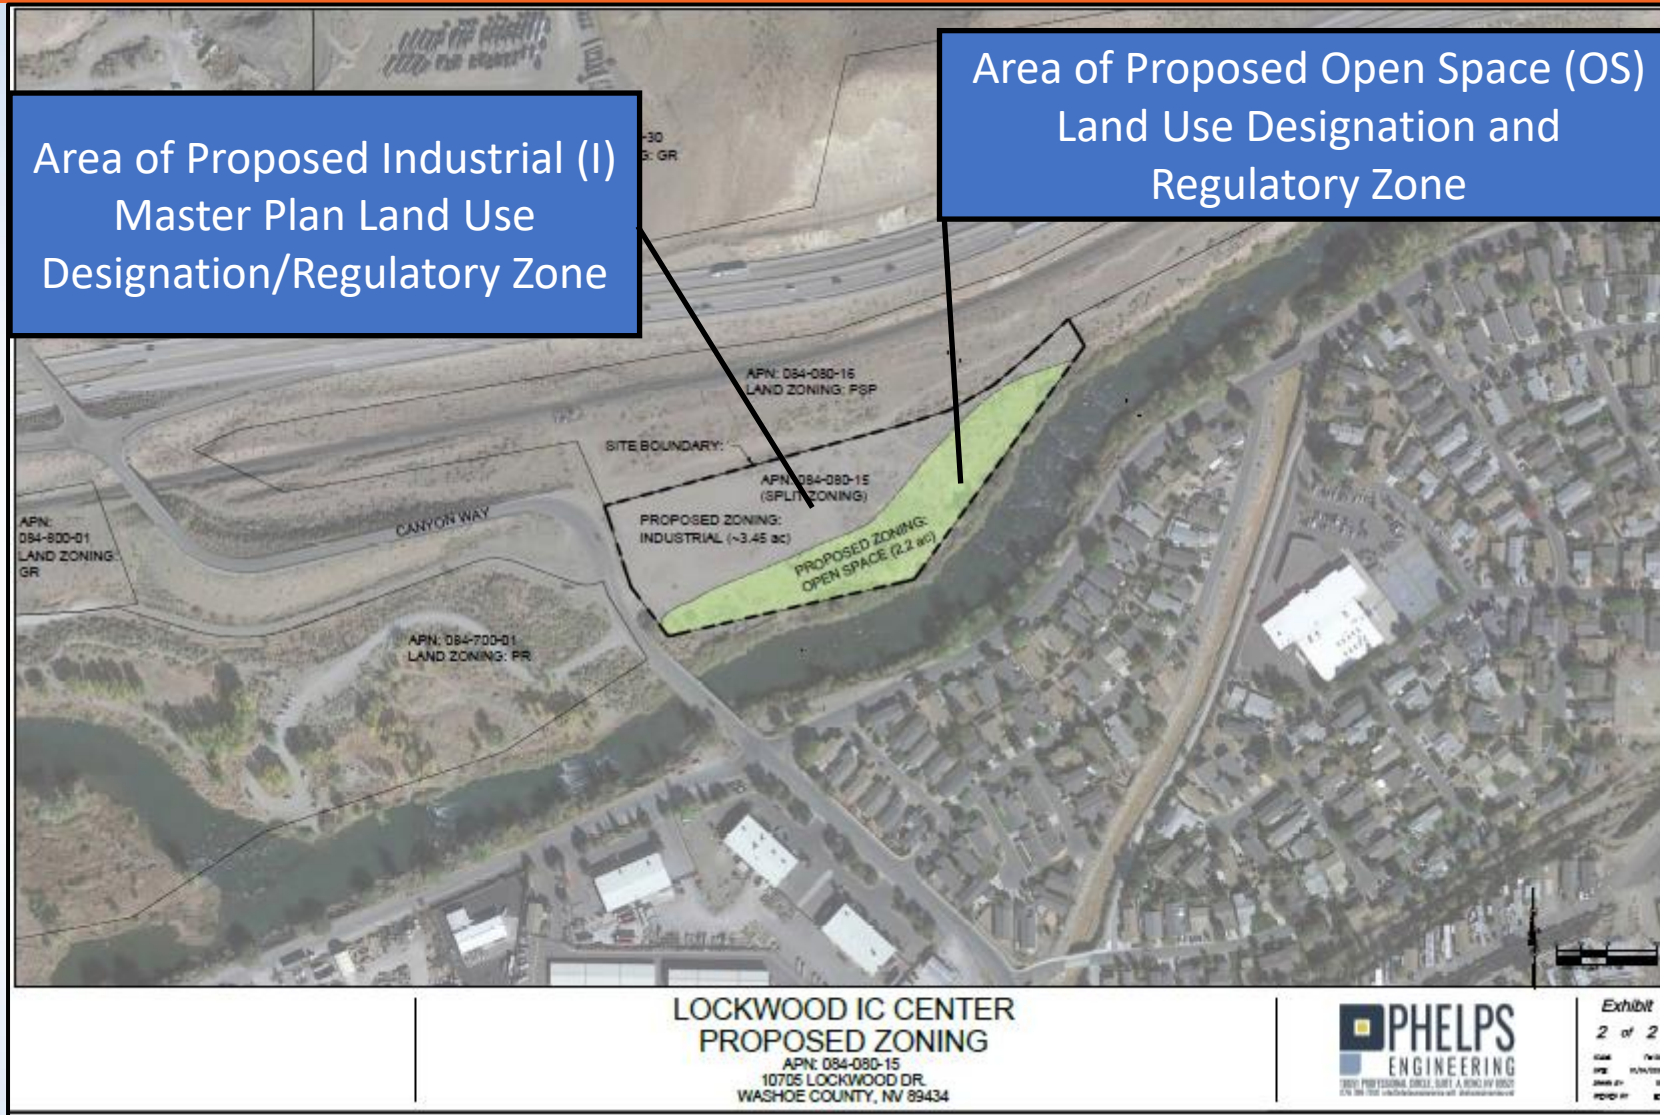 Area of Proposed Industrial (I)
Master Plan Land Use
Designation/Regulatory Zone
Area of Proposed Open Space (OS)
Land Use Designation and
Regulatory Zone
-30
GR
APN: 084-080-16
LAND ZONING: PSP
SITE BOUNDARY:
APN: 084-080-15
(SPLIT ZONING)
PROPOSED ZONING:
INDUSTRIAL (~3.45 ac)
PROPOSED ZONING:
OPEN SPACE (2.2 ac)
CANYON WAY
APN:
084-600-01
LAND ZONING:
GR
APN: 084-700-01
LAND ZONING: PR
LOCKWOOD IC CENTER
PROPOSED ZONING
APN: 084-080-15
10705 LOCKWOOD DR.
WASHOE COUNTY, NV 89434
PHELPS
ENGINEERING
Exhibit
2 of 2